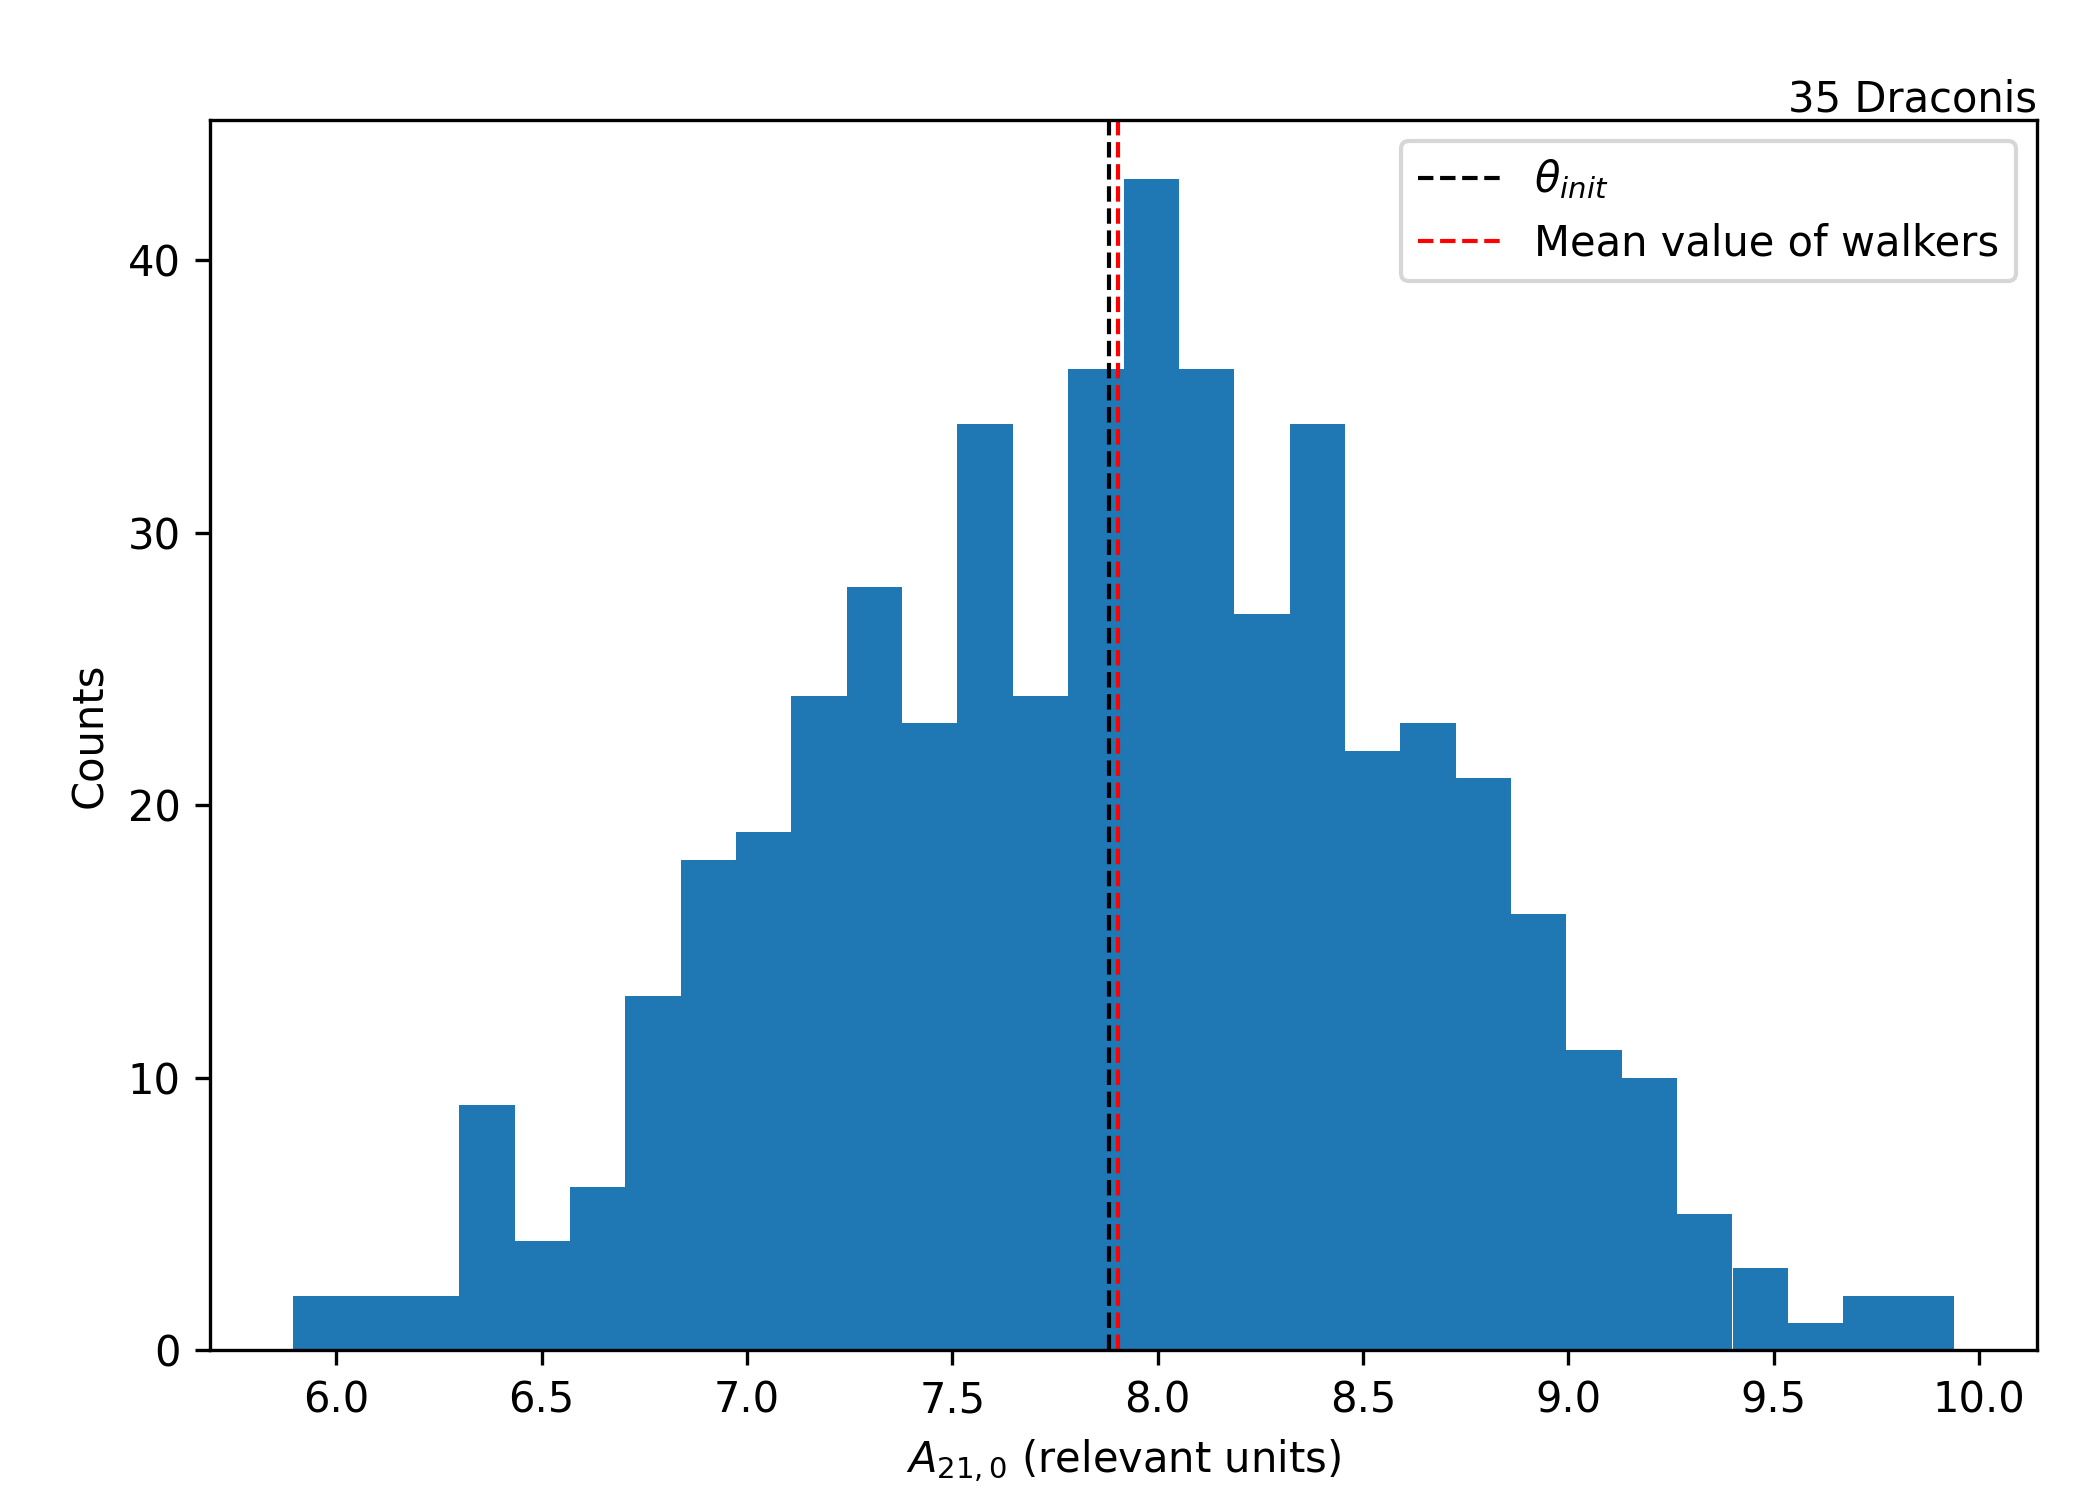 35 Draconis
θinit
Mean value of walkers
40
30
20
10
0
Counts
6.0 6.5 7.0 7.5 8.0 8.5 9.0 9.5 10.0
A21,0 (relevant units)